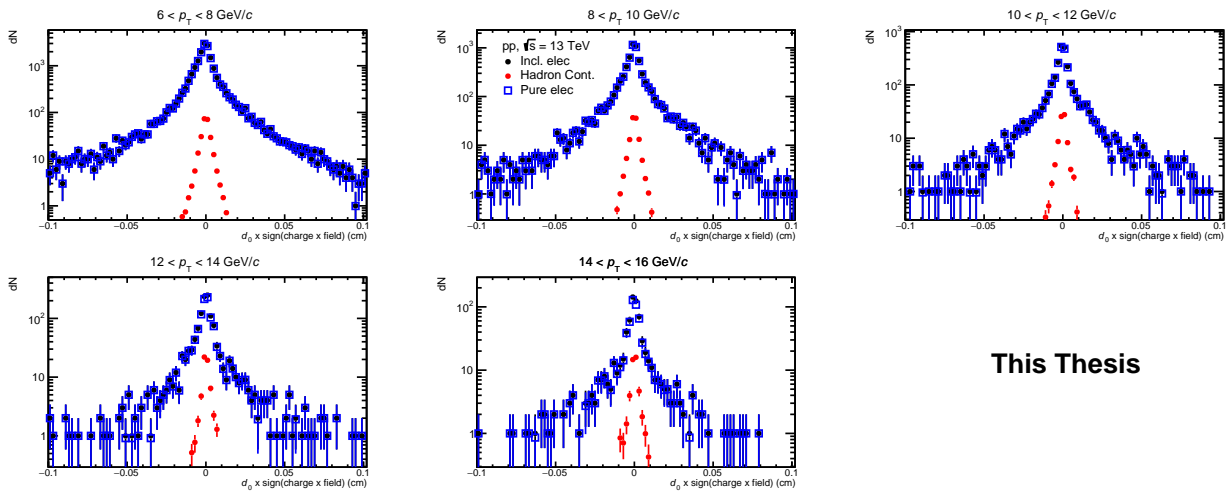 6 < p_T < 8 GeV/c
dN
10^3
10^2
10
1
−0.1 −0.05 0 0.05 0.1
d_0 x sign(charge x field) (cm)
8 < p_T 10 GeV/c
dN
pp, √s = 13 TeV
Incl. elec
Hadron Cont.
Pure elec
10^3
10^2
10
1
−0.1 −0.05 0 0.05 0.1
d_0 x sign(charge x field) (cm)
10 < p_T < 12 GeV/c
dN
10^3
10^2
10
1
−0.1 −0.05 0 0.05 0.1
d_0 x sign(charge x field) (cm)
12 < p_T < 14 GeV/c
dN
10^2
10
1
−0.1 −0.05 0 0.05 0.1
d_0 x sign(charge x field) (cm)
14 < p_T < 16 GeV/c
dN
10^2
10
1
−0.1 −0.05 0 0.05 0.1
d_0 x sign(charge x field) (cm)
This Thesis